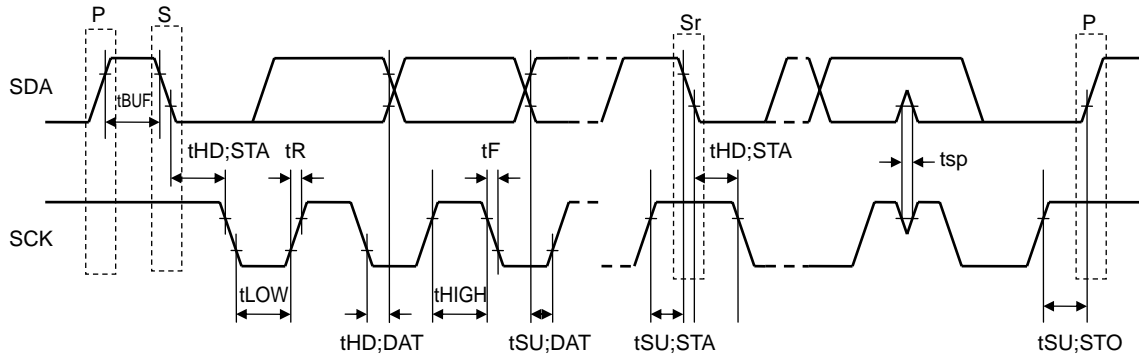 P S Sr P
SDA
tBUF
tHD;STA tR tF tHD;STA tsp
SCK
tLOW tHIGH
tHD;DAT tSU;DAT tSU;STA tSU;STO